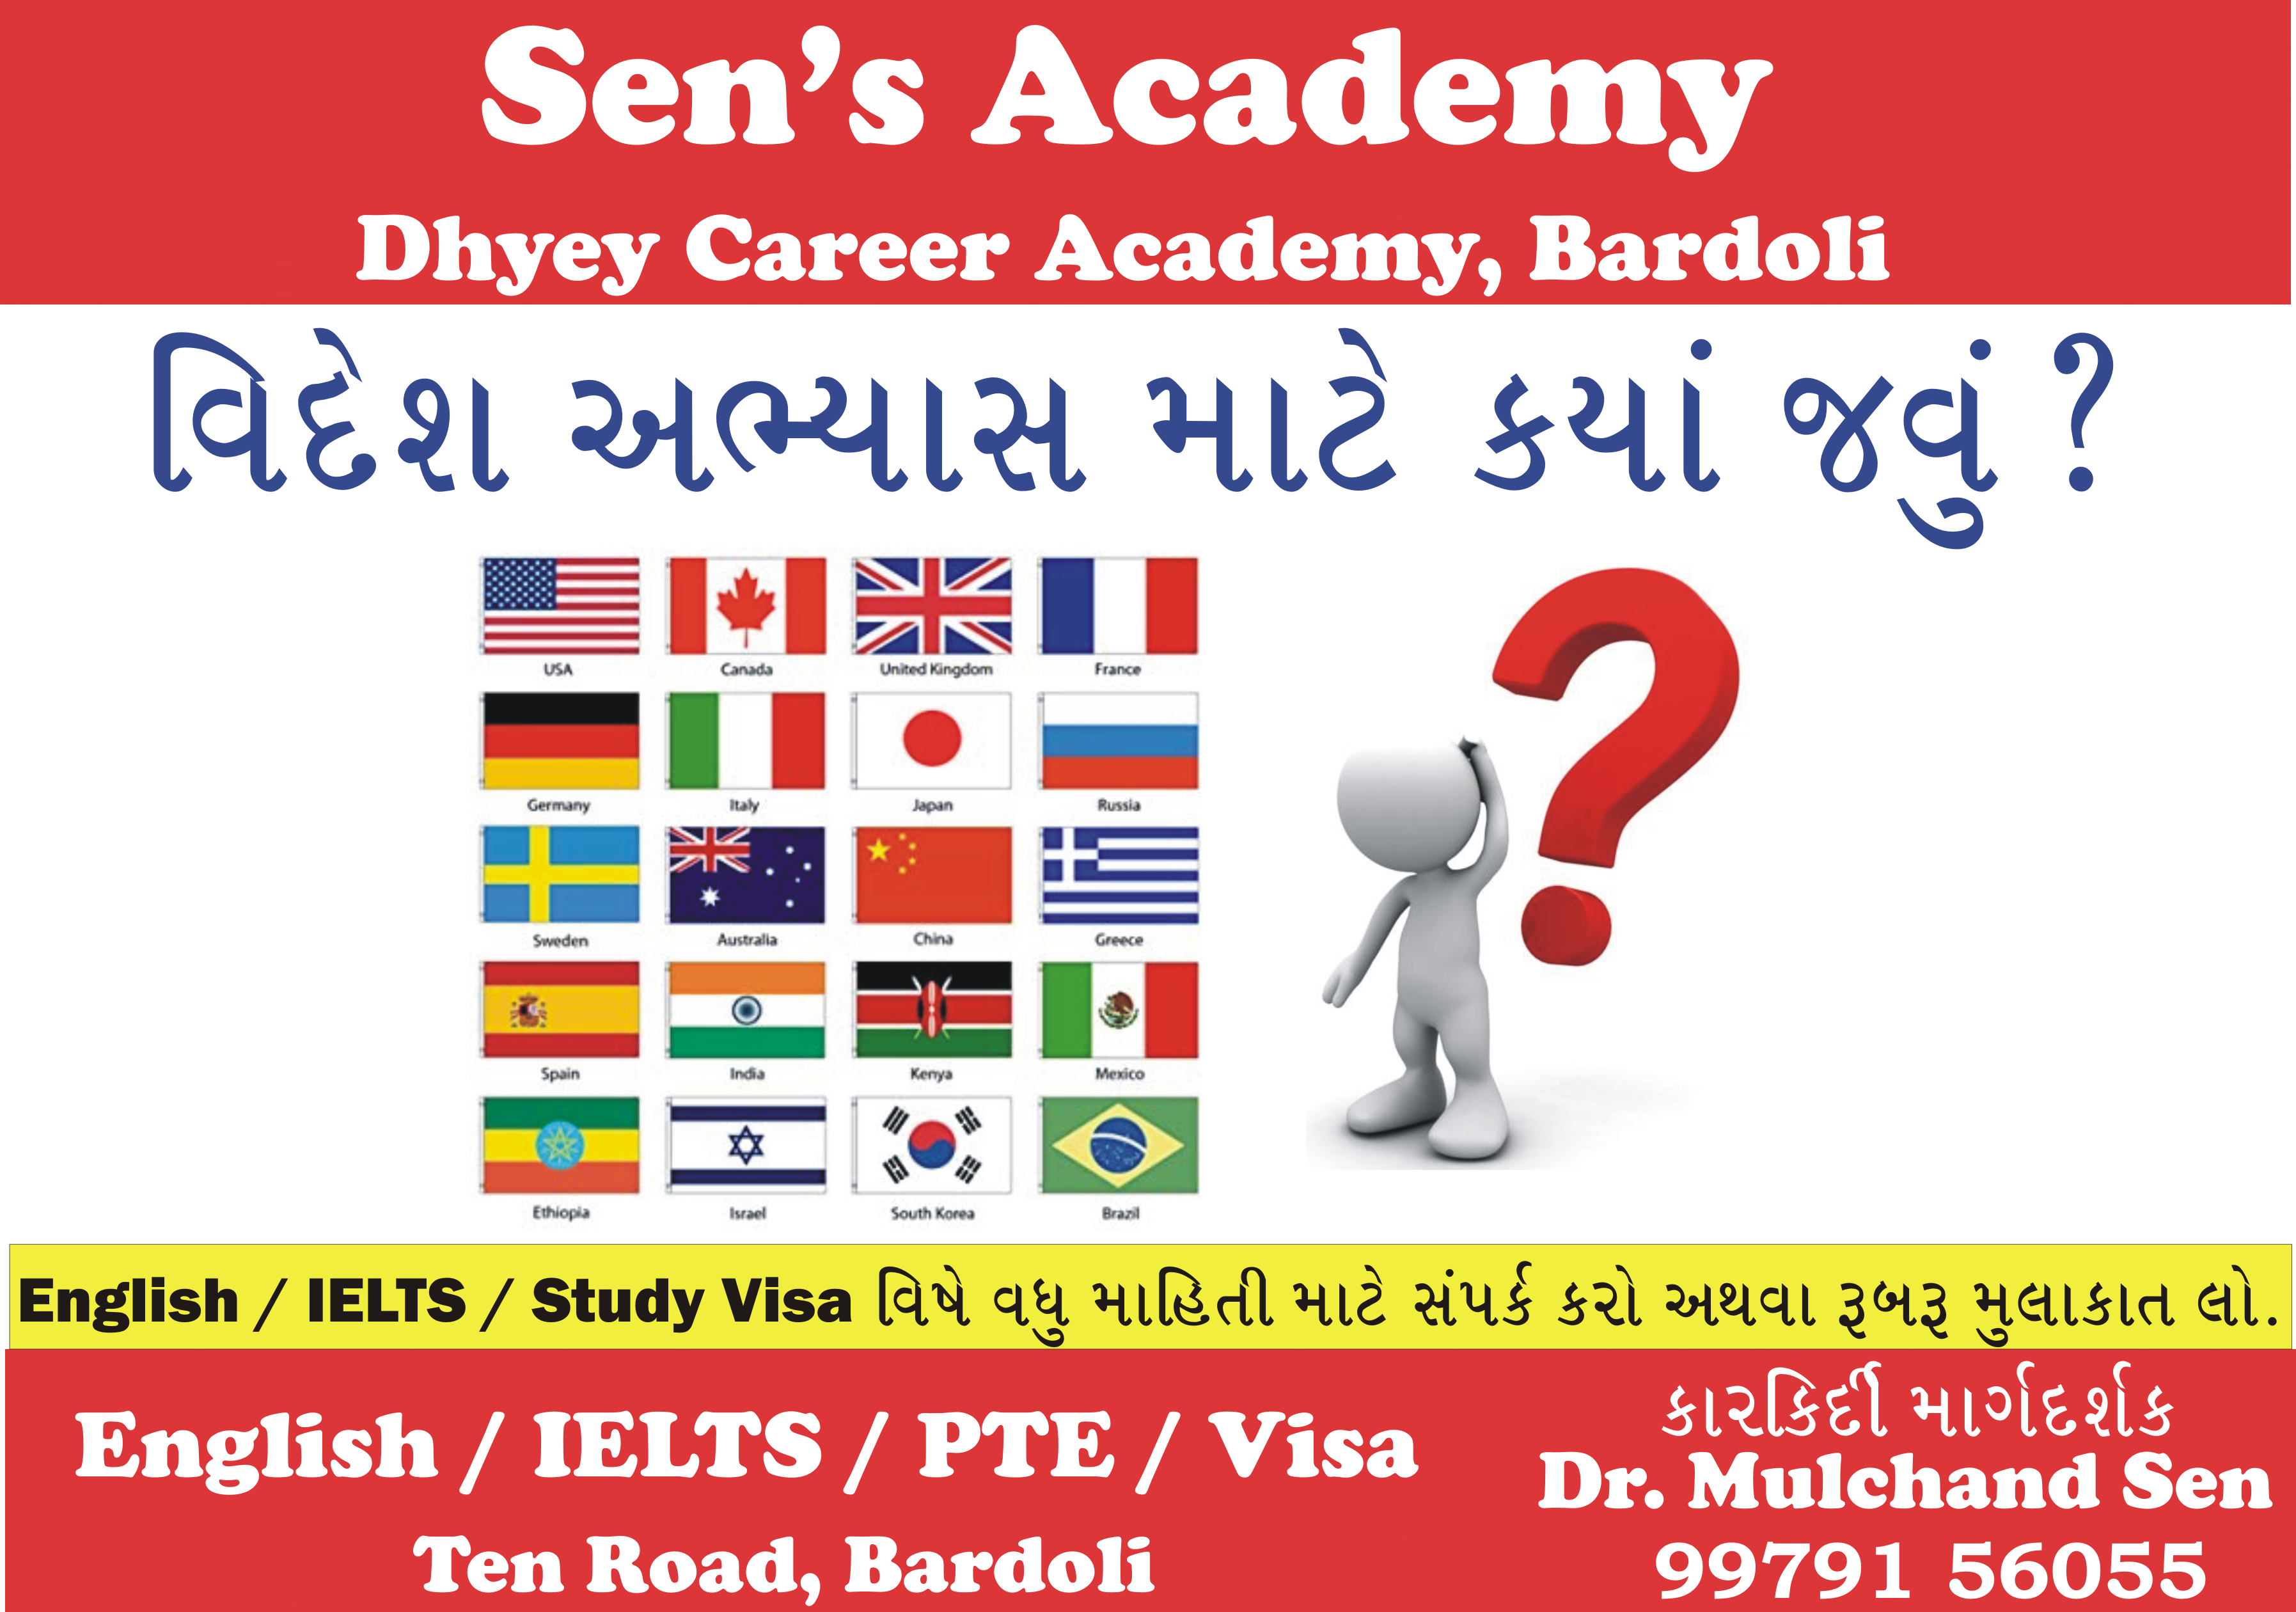 Sen's Academy
Dhyey Career Academy, Bardoli
વિદેશ અભ્યાસ માટે કયાં જવું ?
USA Canada United Kingdom France
Germany Italy Japan Russia
Sweden Australia China Greece
Spain India Kenya Mexico
Ethiopia Israel South Korea Brazil
English / IELTS / Study Visa વિષે વધુ માહિતી માટે સંપર્ક કરો અથવા રૂબરૂ મુલાકાત લો.
English / IELTS / PTE / Visa
Ten Road, Bardoli
કારકિર્દી માર્ગદર્શક
Dr. Mulchand Sen
99791 56055